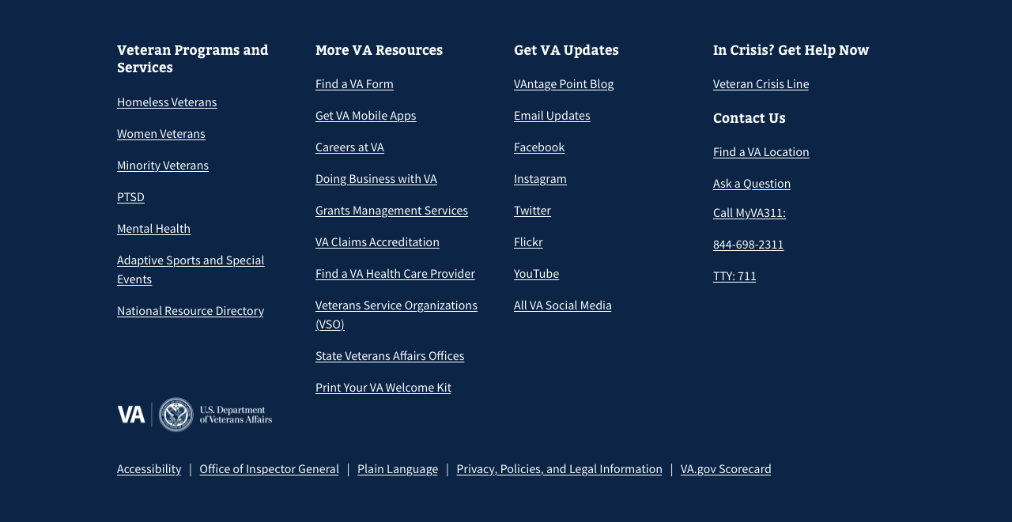 Veteran Programs and
Services
Homeless Veterans
Women Veterans
Minority Veterans
PTSD
Mental Health
Adaptive Sports and Special
Events
National Resource Directory
More VA Resources
Find a VA Form
Get VA Mobile Apps
Careers at VA
Doing Business with VA
Grants Management Services
VA Claims Accreditation
Find a VA Health Care Provider
Veterans Service Organizations
(VSO)
State Veterans Affairs Offices
Print Your VA Welcome Kit
Get VA Updates
VAntage Point Blog
Email Updates
Facebook
Instagram
Twitter
Flickr
YouTube
All VA Social Media
In Crisis? Get Help Now
Veteran Crisis Line
Contact Us
Find a VA Location
Ask a Question
Call MyVA311:
844-698-2311
TTY: 711
VA | U.S. Department
of Veterans Affairs
Accessibility | Office of Inspector General | Plain Language | Privacy, Policies, and Legal Information | VA.gov Scorecard